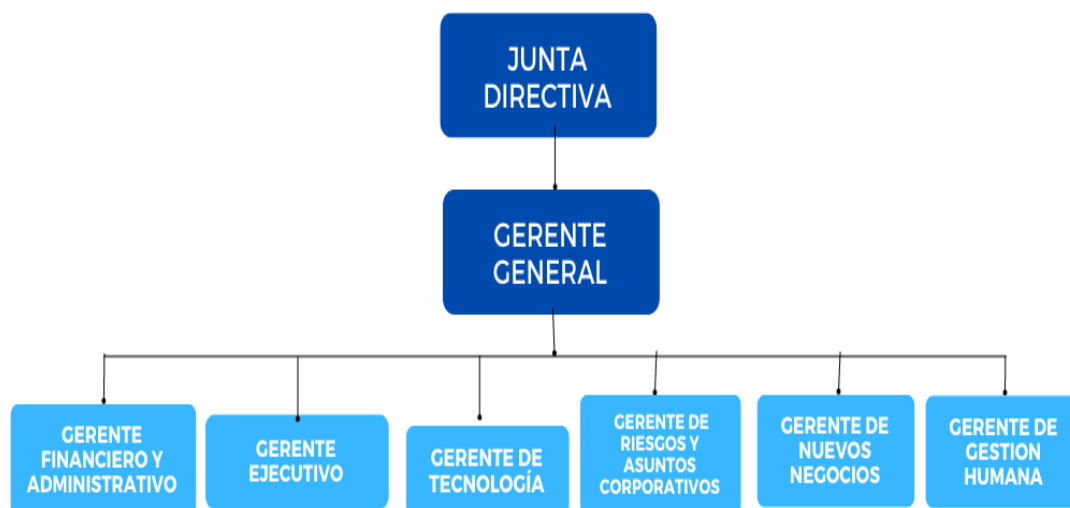 JUNTA
DIRECTIVA
GERENTE
GENERAL
GERENTE
FINANCIERO Y
ADMINISTRATIVO
GERENTE
EJECUTIVO
GERENTE DE
TECNOLOGÍA
GERENTE DE
RIESGOS Y
ASUNTOS
CORPORATIVOS
GERENTE DE
NUEVOS
NEGOCIOS
GERENTE DE
GESTION
HUMANA